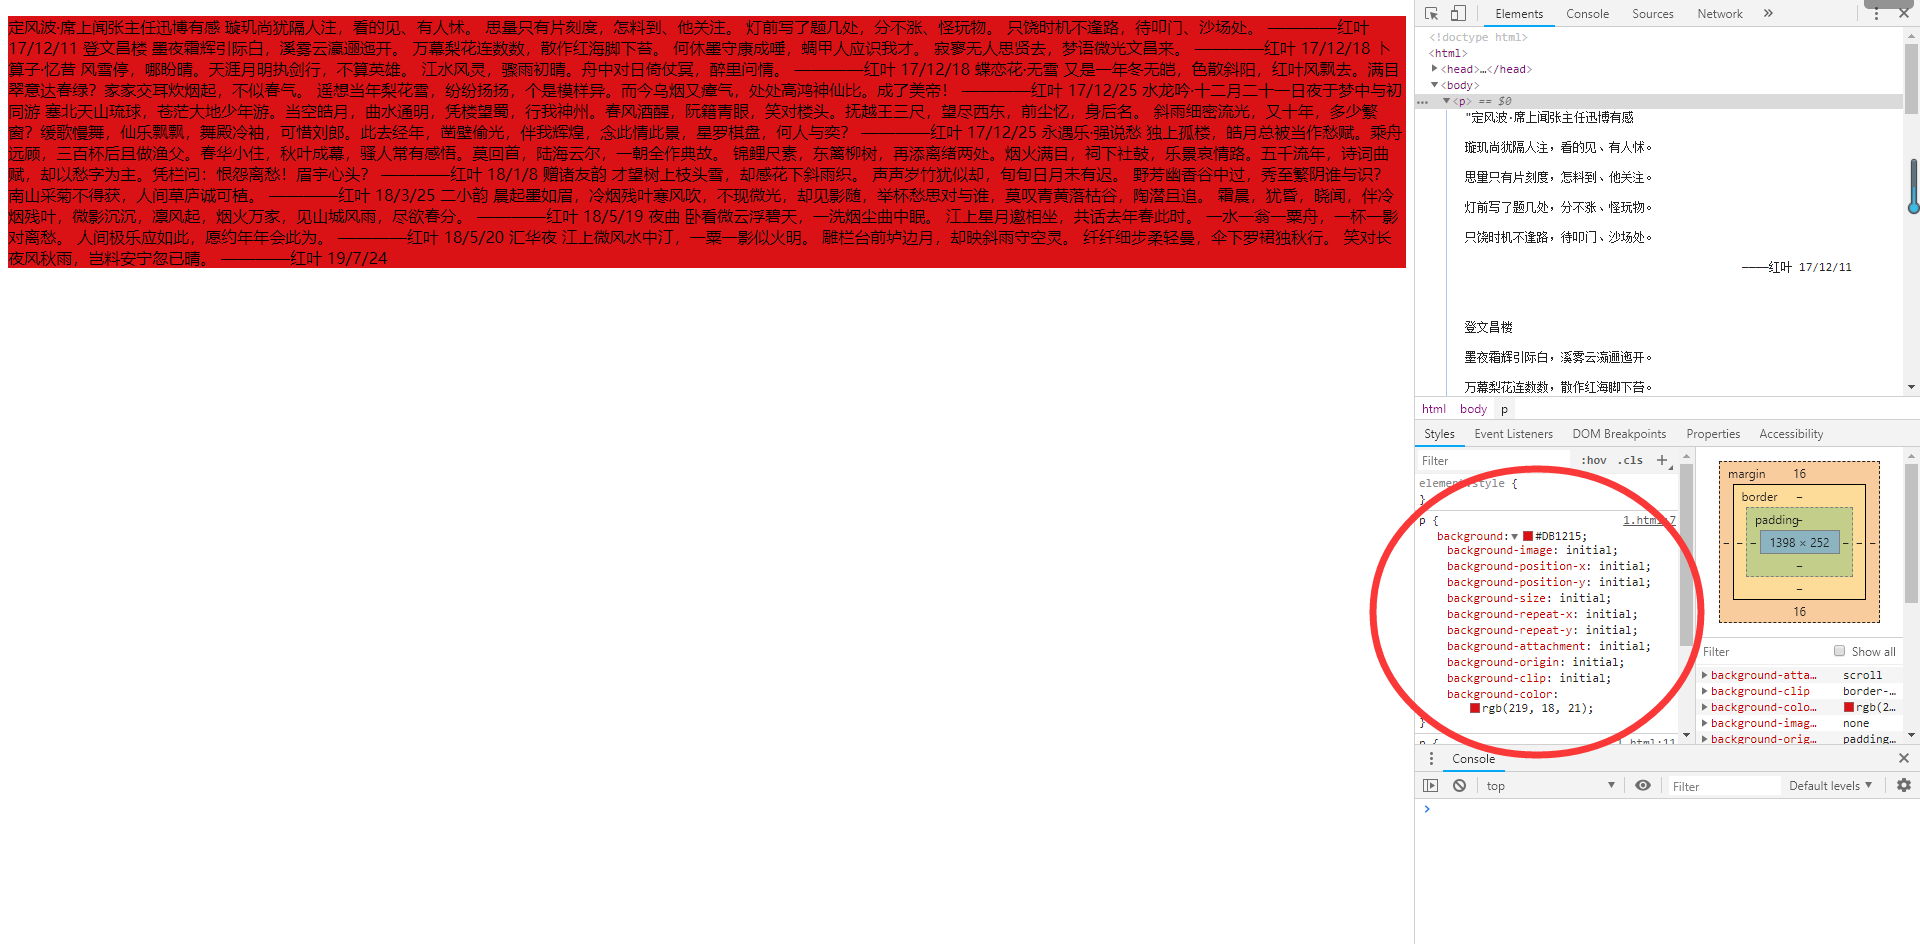 定风波·席上闻张主任迅博有感 璇玑尚犹隔人注，看的见、有人怵。 思量只有片刻度，怎料到、他关注。 灯前写了题几处，分不涨、怪玩物。 只饶时机不逢路，待叩门、沙场处。 ————红叶
17/12/11 登文昌楼 墨夜霜辉引际白，溪雾云瀛逦迤开。 万幕梨花连数数，散作红海脚下苔。 何休墨守康成唾，蜩甲人应识我才。 寂寥无人思贤去，梦语微光文昌来。 ————红叶 17/12/18 卜
算子·忆昔 风雪停，哪盼晴。天涯月明执剑行，不算英雄。 江水风灵，骤雨初晴。舟中对日倚仗冥，醉里问情。 ————红叶 17/12/18 蝶恋花·无雪 又是一年冬无皑，色散斜阳，红叶风飘去。满目
翠意达春绿？家家交耳炊烟起，不似春气。 遥想当年梨花雪，纷纷扬扬，个是模样异。而今乌烟又瘴气，处处高鸿神仙比。成了美帝！ ————红叶 17/12/25 水龙吟·十二月二十一日夜于梦中与初
同游 塞北天山琉球，苍茫大地少年游。当空皓月，曲水通明，凭楼望蜀，行我神州。春风酒醒，阮籍青眼，笑对楼头。抚越王三尺，望尽西东，前尘忆，身后名。 斜雨细密流光，又十年，多少繁
窗？缓歌慢舞，仙乐飘飘，舞殿冷袖，可惜刘郎。此去经年，凿壁偷光，伴我辉煌，念此情此景，星罗棋盘，何人与奕？ ————红叶 17/12/25 永遇乐·强说愁 独上孤楼，皓月总被当作愁赋。乘舟
远顾，三百杯后且做渔父。春华小住，秋叶成幕，骚人常有感悟。莫回首，陆海云尔，一朝全作典故。 锦鲤尺素，东篱柳树，再添离绪两处。烟火满目，祠下社鼓，乐景哀情路。五千流年，诗词曲
赋，却以愁字为主。凭栏问：恨怨离愁！眉宇心头？ ————红叶 18/1/8 赠诸友韵 才望树上枝头雪，却感花下斜雨织。 声声岁竹犹似却，旬旬日月未有迟。 野芳幽香谷中过，秀至繁阴谁与识？
南山采菊不得获，人间草庐诚可植。 ————红叶 18/3/25 二小韵 晨起墨如眉，冷烟残叶寒风吹，不现微光，却见影随，举杯愁思对与谁，莫叹青黄落枯谷，陶潜且追。 霜晨，犹昏，晓闻，伴冷
烟残叶，微影沉沉，凛风起，烟火万家，见山城风雨，尽欲春分。 ————红叶 18/5/19 夜曲 卧看微云浮碧天，一洗烟尘曲中眠。 江上星月邀相坐，共话去年春此时。 一水一翁一粟舟，一杯一影
对离愁。 人间极乐应如此，愿约年年会此为。 ————红叶 18/5/20 汇华夜 江上微风水中汀，一粟一影似火明。 雕栏台前垆边月，却映斜雨守空灵。 纤纤细步柔轻曼，伞下罗裙独秋行。 笑对长
夜风秋雨，岂料安宁忽已晴。 ————红叶 19/7/24
Elements Console Sources Network »
<!doctype html>
<html>
<head>…</head>
<body>
… <p> == $0
"定风波·席上闻张主任迅博有感
璇玑尚犹隔人注，看的见、有人怵。
思量只有片刻度，怎料到、他关注。
灯前写了题几处，分不涨、怪玩物。
只饶时机不逢路，待叩门、沙场处。
————红叶 17/12/11
登文昌楼
墨夜霜辉引际白，溪雾云瀛逦迤开。
万幕梨花连数数，散作红海脚下苔。
html body p
Styles Event Listeners DOM Breakpoints Properties Accessibility
Filter :hov .cls +
element.style {
}
p { 1.html:7
background: #DB1215;
background-image: initial;
background-position-x: initial;
background-position-y: initial;
background-size: initial;
background-repeat-x: initial;
background-repeat-y: initial;
background-attachment: initial;
background-origin: initial;
background-clip: initial;
background-color:
rgb(219, 18, 21);
}
p { 1.html:11
margin 16
border –
padding –
1398 × 252
–
–
16
Filter Show all
background-atta… scroll
background-clip border-…
background-colo… rgb(2…
background-imag… none
background-orig… padding…
Console
top Filter Default levels